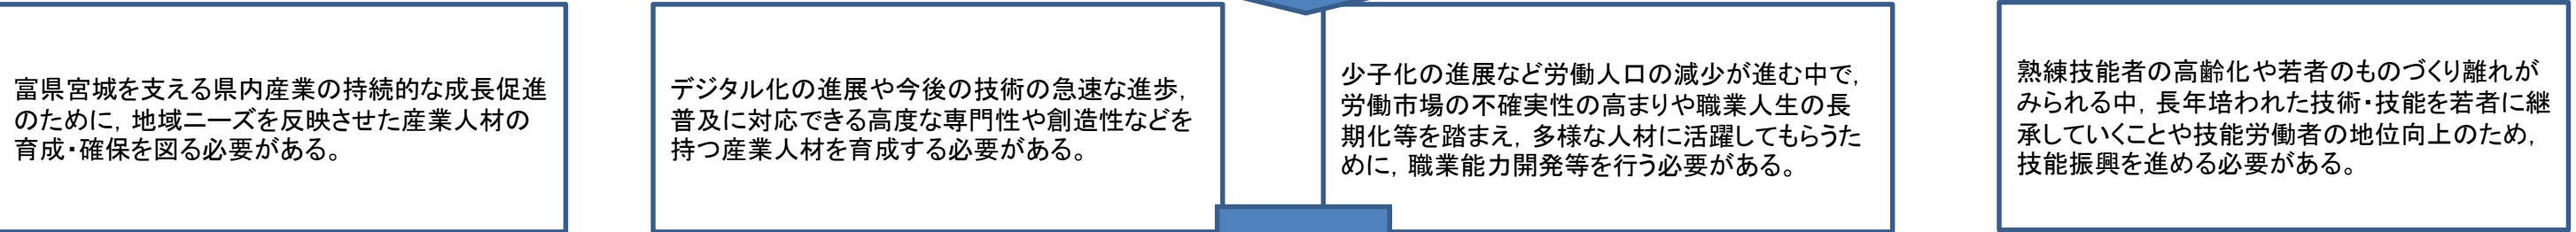 富県宮城を支える県内産業の持続的な成長促進
のために，地域ニーズを反映させた産業人材の
育成・確保を図る必要がある。
デジタル化の進展や今後の技術の急速な進歩，
普及に対応できる高度な専門性や創造性などを
持つ産業人材を育成する必要がある。
少子化の進展など労働人口の減少が進む中で，
労働市場の不確実性の高まりや職業人生の長
期化等を踏まえ，多様な人材に活躍してもらうた
めに，職業能力開発等を行う必要がある。
熟練技能者の高齢化や若者のものづくり離れが
みられる中，長年培われた技術・技能を若者に継
承していくことや技能労働者の地位向上のため，
技能振興を進める必要がある。